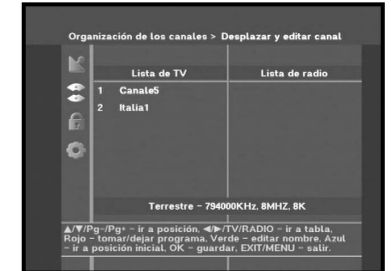 Organización de los canales > Desplazar y editar canal
Lista de TV
Lista de radio
1 Canale5
2 Italia1
Terrestre - 794000KHz, 8MHZ, 8K
▲/▼/Pg-/Pg+ - ir a posición, ◀/▶/TV/RADIO - ir a tabla,
Rojo - tomar/dejar programa, Verde - editar nombre, Azul
- ir a posición inicial, OK - guardar, EXIT/MENU - salir.